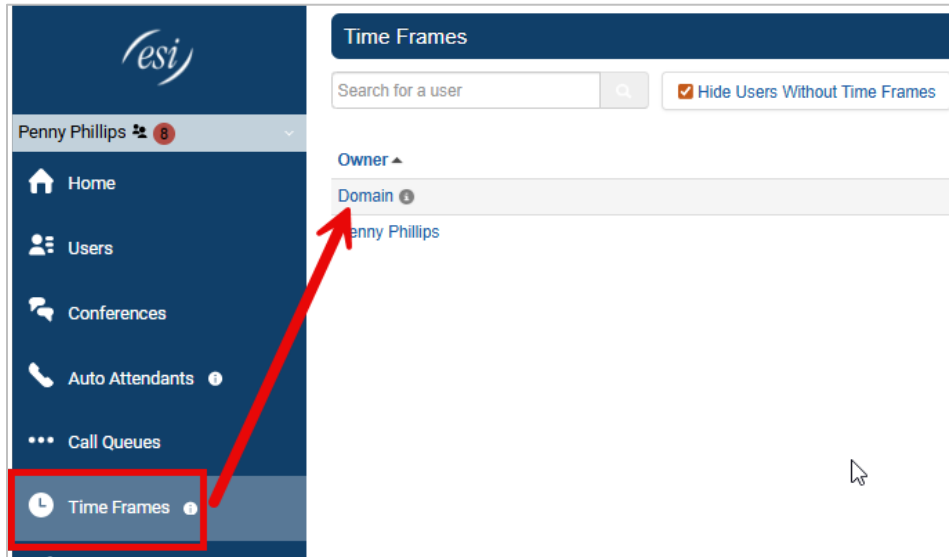 esi
Penny Phillips 8
Home
Users
Conferences
Auto Attendants
Call Queues
Time Frames
Time Frames
Search for a user
Hide Users Without Time Frames
Owner
Domain
enny Phillips